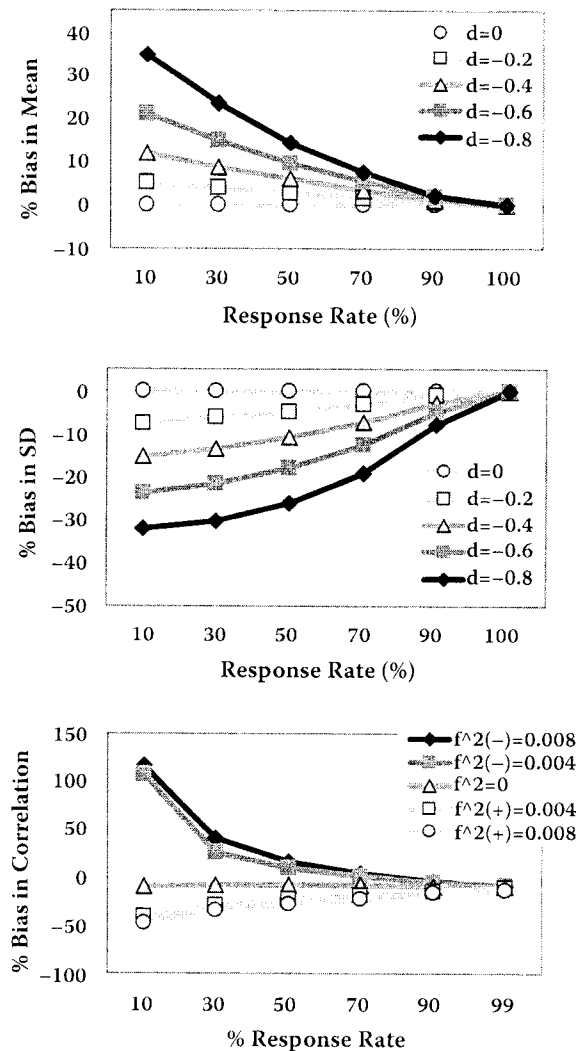 40
30
20
10
0
−10
% Bias in Mean
d=0
d=−0.2
d=−0.4
d=−0.6
d=−0.8
10 30 50 70 90 100
Response Rate (%)
0
−10
−20
−30
−40
−50
% Bias in SD
d=0
d=−0.2
d=−0.4
d=−0.6
d=−0.8
10 30 50 70 90 100
Response Rate (%)
150
100
50
0
−50
−100
% Bias in Correlation
f^2(−)=0.008
f^2(−)=0.004
f^2=0
f^2(+)=0.004
f^2(+)=0.008
10 30 50 70 90 99
% Response Rate